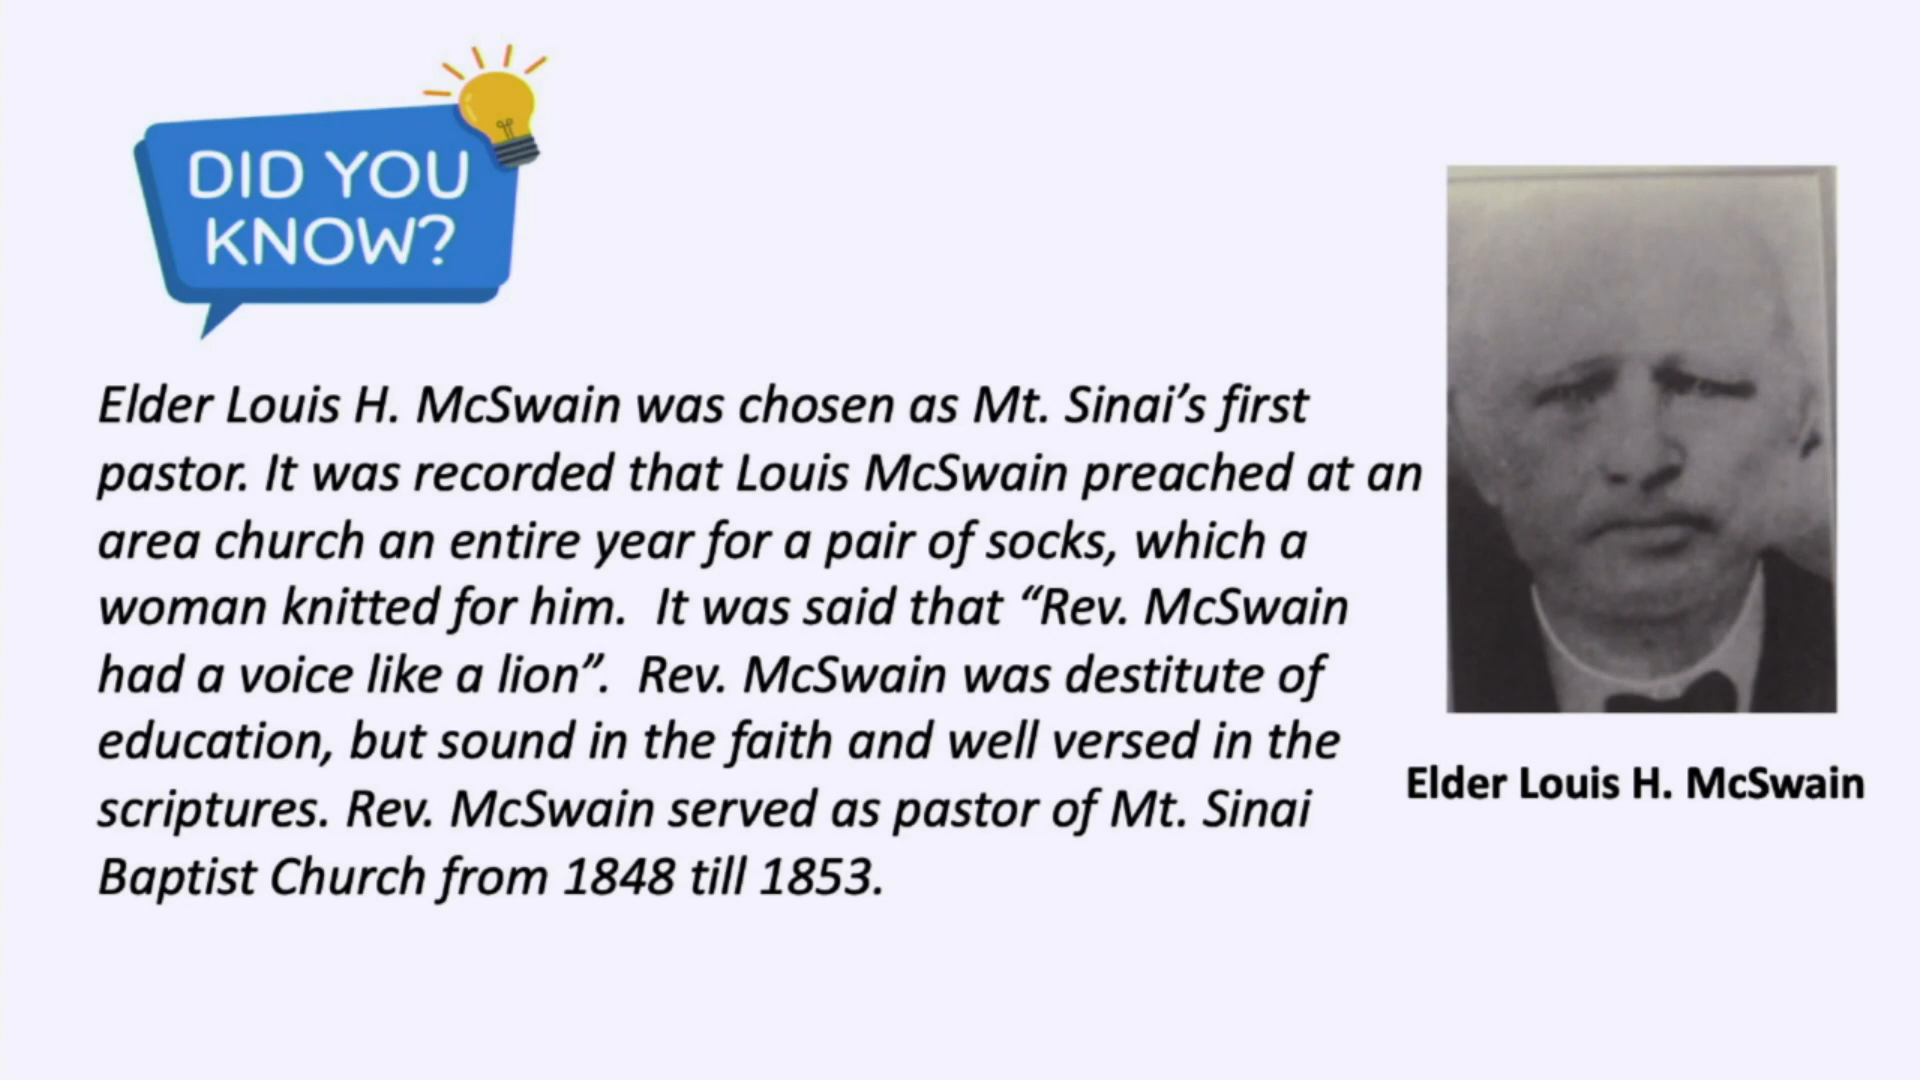 DID YOU
KNOW?
Elder Louis H. McSwain was chosen as Mt. Sinai’s first
pastor. It was recorded that Louis McSwain preached at an
area church an entire year for a pair of socks, which a
woman knitted for him.  It was said that “Rev. McSwain
had a voice like a lion”.  Rev. McSwain was destitute of
education, but sound in the faith and well versed in the
scriptures. Rev. McSwain served as pastor of Mt. Sinai
Baptist Church from 1848 till 1853.
Elder Louis H. McSwain